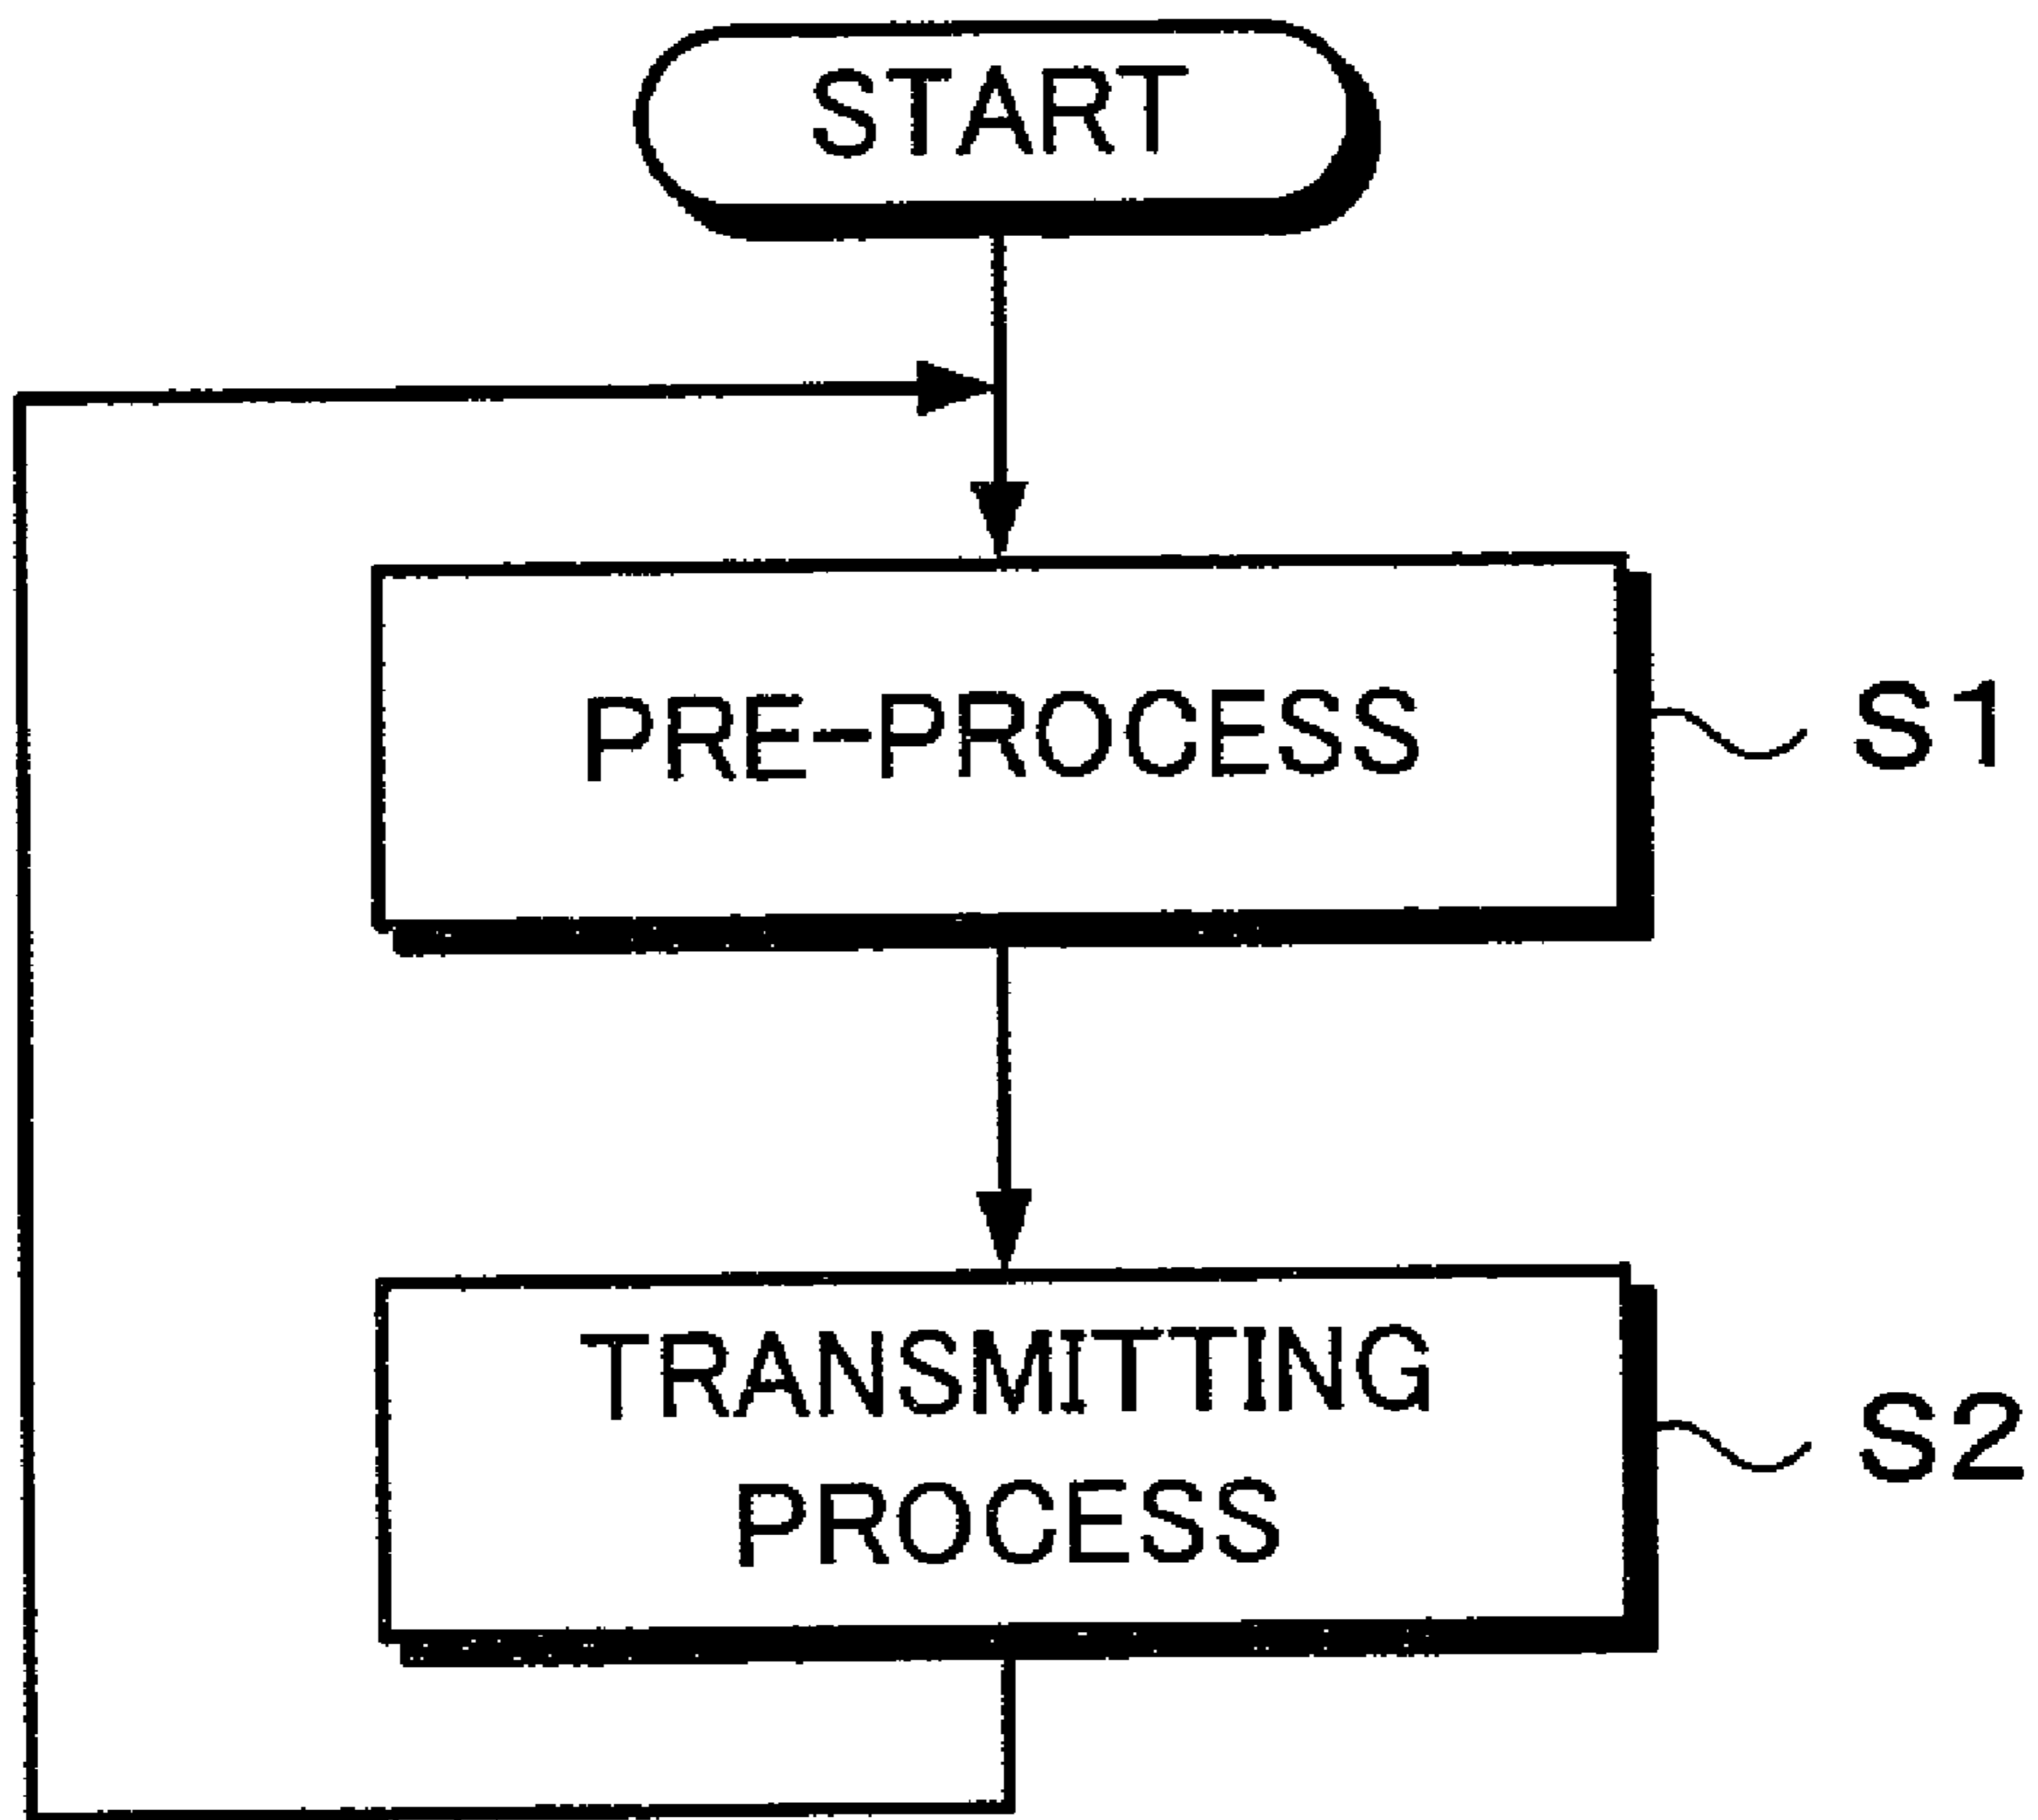 START
PRE-PROCESS
S1
TRANSMITTING
PROCESS
S2